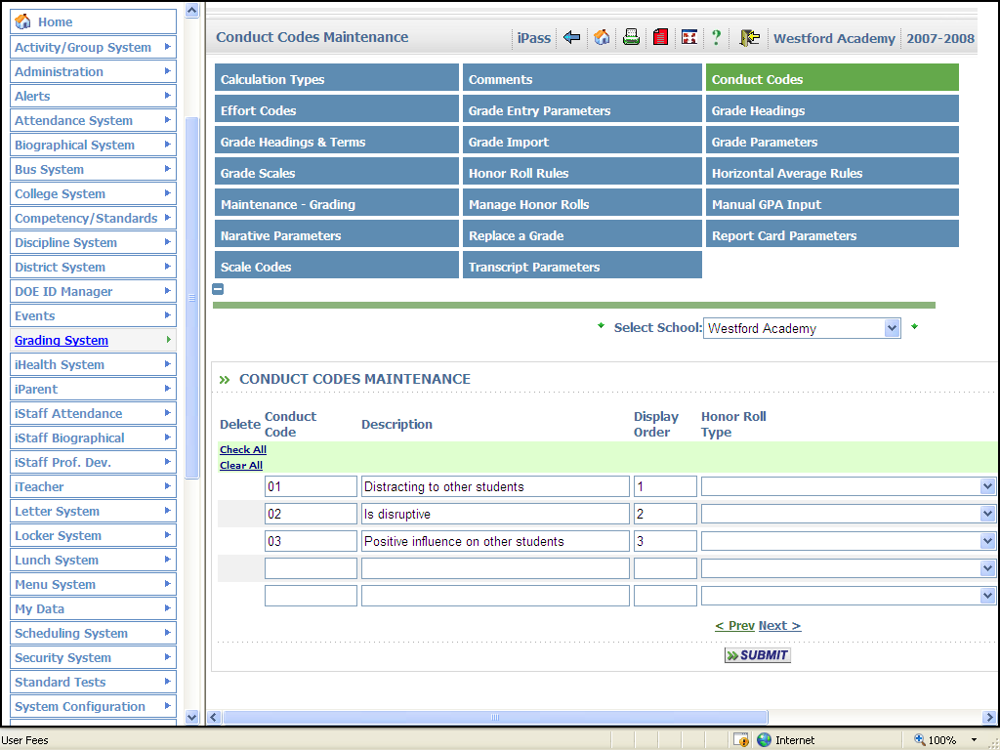 Home
Activity/Group System
Administration
Alerts
Attendance System
Biographical System
Bus System
College System
Competency/Standards
Discipline System
District System
DOE ID Manager
Events
Grading System
iHealth System
iParent
iStaff Attendance
iStaff Biographical
iStaff Prof. Dev.
iTeacher
Letter System
Locker System
Lunch System
Menu System
My Data
Scheduling System
Security System
Standard Tests
System Configuration
Conduct Codes Maintenance iPass ? Westford Academy 2007-2008
Calculation Types Comments Conduct Codes
Effort Codes Grade Entry Parameters Grade Headings
Grade Headings & Terms Grade Import Grade Parameters
Grade Scales Honor Roll Rules Horizontal Average Rules
Maintenance - Grading Manage Honor Rolls Manual GPA Input
Narative Parameters Replace a Grade Report Card Parameters
Scale Codes Transcript Parameters
Select School: Westford Academy
CONDUCT CODES MAINTENANCE
Delete Conduct Code Description Display Order Honor Roll Type
Check All
Clear All
01 Distracting to other students 1
02 Is disruptive 2
03 Positive influence on other students 3
< Prev Next >
SUBMIT
User Fees Internet 100%